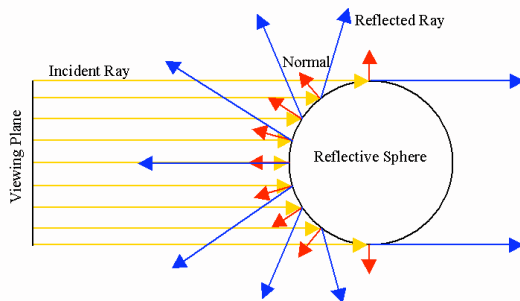 Reflected Ray
Normal
Incident Ray
Viewing Plane
Reflective Sphere